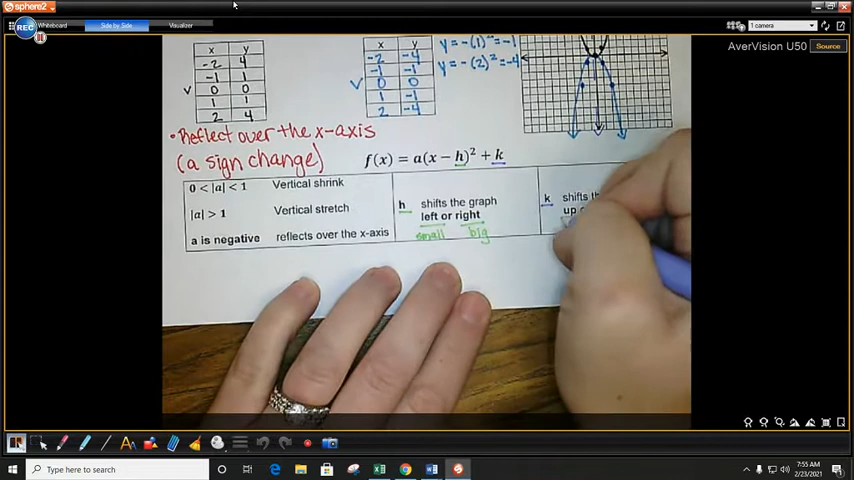 sphere2
REC
Whiteboard
Side by Side
Visualizer
1 camera
AverVision U50
Source
x y
-2 4
-1 1
V 0 0
1 1
2 4
x y
-2 -4
-1 -1
V 0 0
1 -1
2 -4
y = -(1)² = -1
y = -(2)² = -4
• Reflect over the x-axis
(a sign change)
f(x) = a(x − h)² + k
0 < |a| < 1 Vertical shrink
|a| > 1 Vertical stretch
a is negative reflects over the x-axis
h shifts the graph
left or right
small big
k shifts
up
Type here to search
7:55 AM
2/23/2021